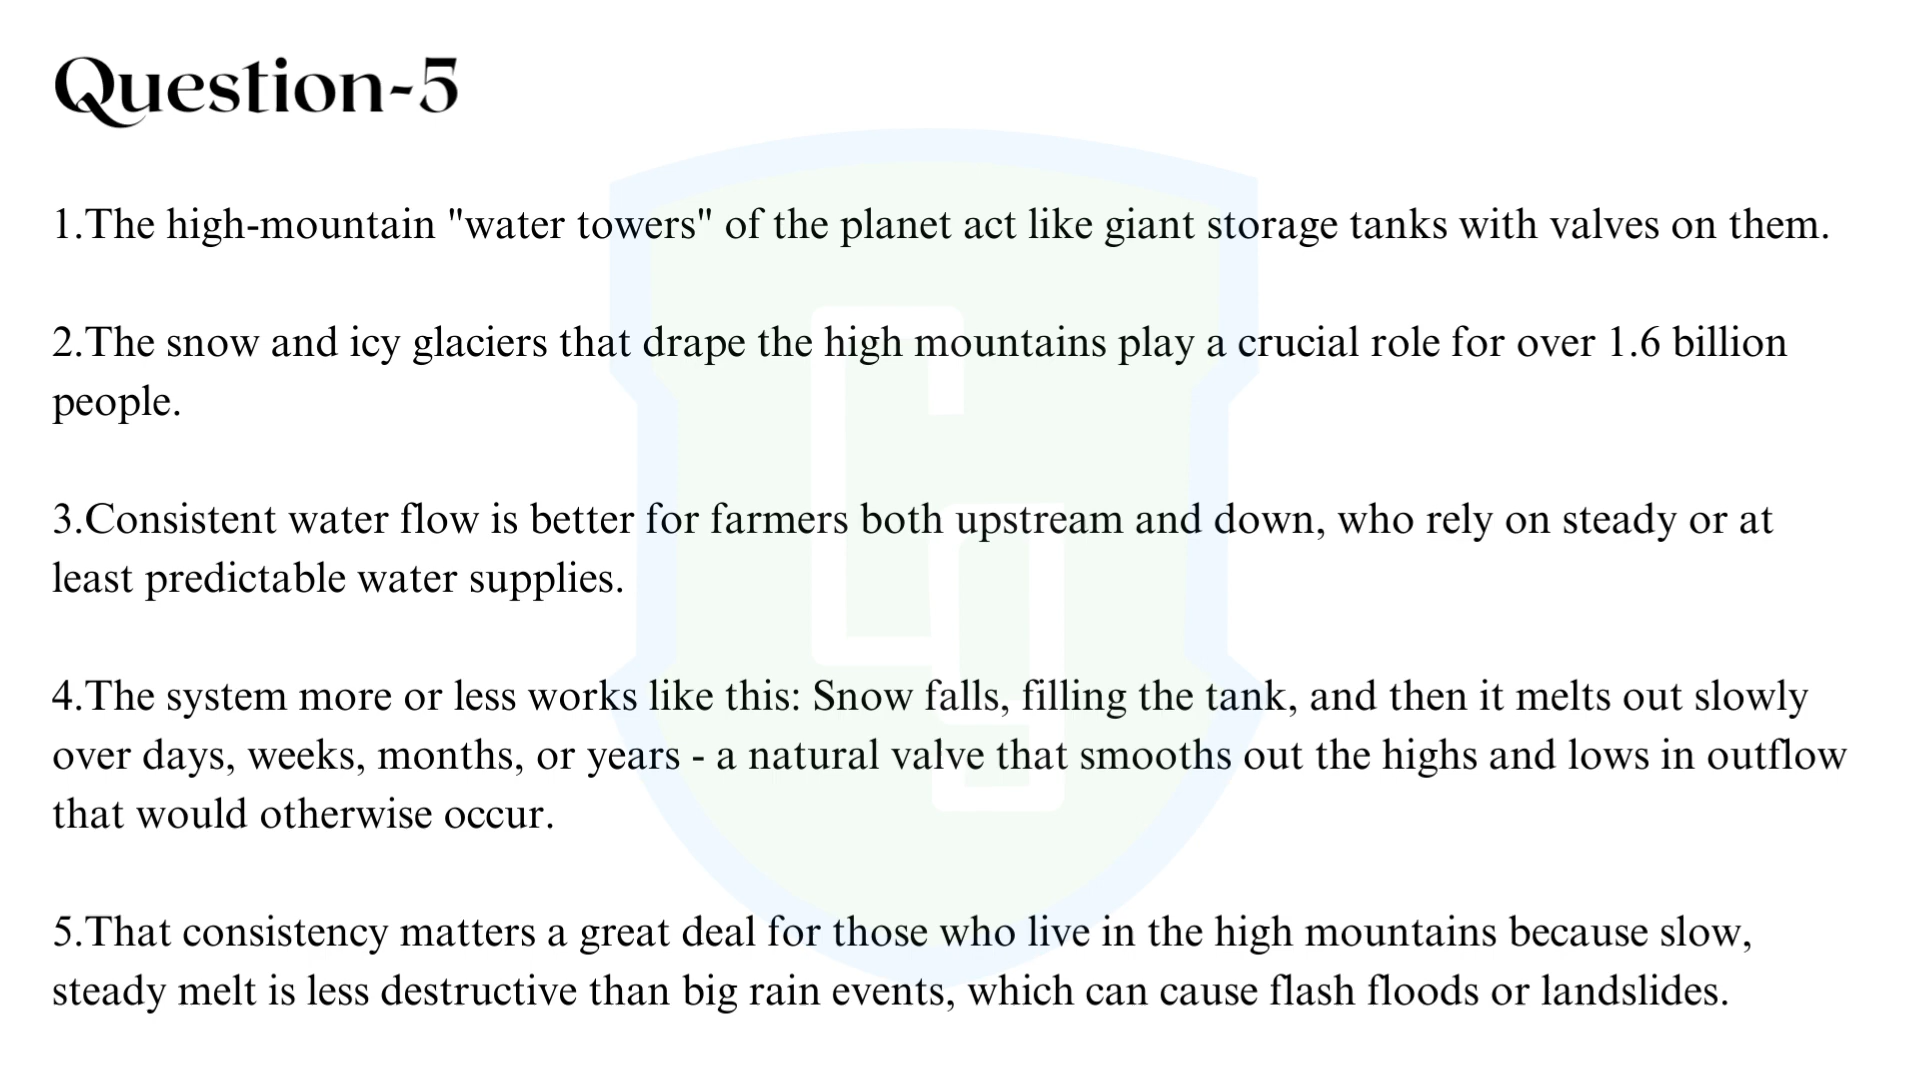 Question-5
1.The high-mountain "water towers" of the planet act like giant storage tanks with valves on them.
2.The snow and icy glaciers that drape the high mountains play a crucial role for over 1.6 billion
people.
3.Consistent water flow is better for farmers both upstream and down, who rely on steady or at
least predictable water supplies.
4.The system more or less works like this: Snow falls, filling the tank, and then it melts out slowly
over days, weeks, months, or years - a natural valve that smooths out the highs and lows in outflow
that would otherwise occur.
5.That consistency matters a great deal for those who live in the high mountains because slow,
steady melt is less destructive than big rain events, which can cause flash floods or landslides.